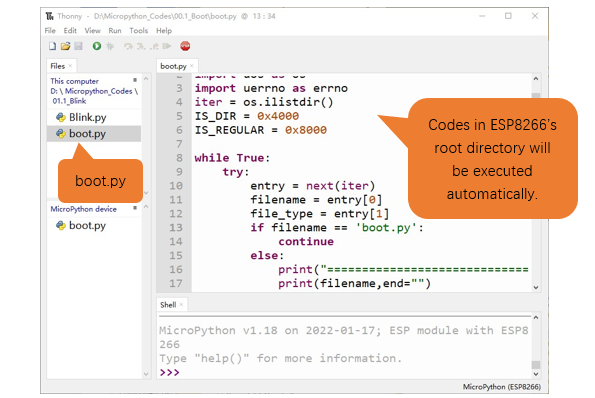 Thonny - D:\Micropython_Codes\00.1_Boot\boot.py @ 13 : 34
File Edit View Run Tools Help
Files
This computer
D: \ Micropython_Codes \
01.1_Blink
Blink.py
boot.py
boot.py
MicroPython device
boot.py
boot.py
2 import uos as os
3 import uerrno as errno
4 iter = os.ilistdir()
5 IS_DIR = 0x4000
6 IS_REGULAR = 0x8000
7
8 while True:
9 try:
10 entry = next(iter)
11 filename = entry[0]
12 file_type = entry[1]
13 if filename == 'boot.py':
14 continue
15 else:
16 print("=============================
17 print(filename,end="")
Codes in ESP8266's
root directory will
be executed
automatically.
Shell
MicroPython v1.18 on 2022-01-17; ESP module with ESP8
266
Type "help()" for more information.
>>>
MicroPython (ESP8266)